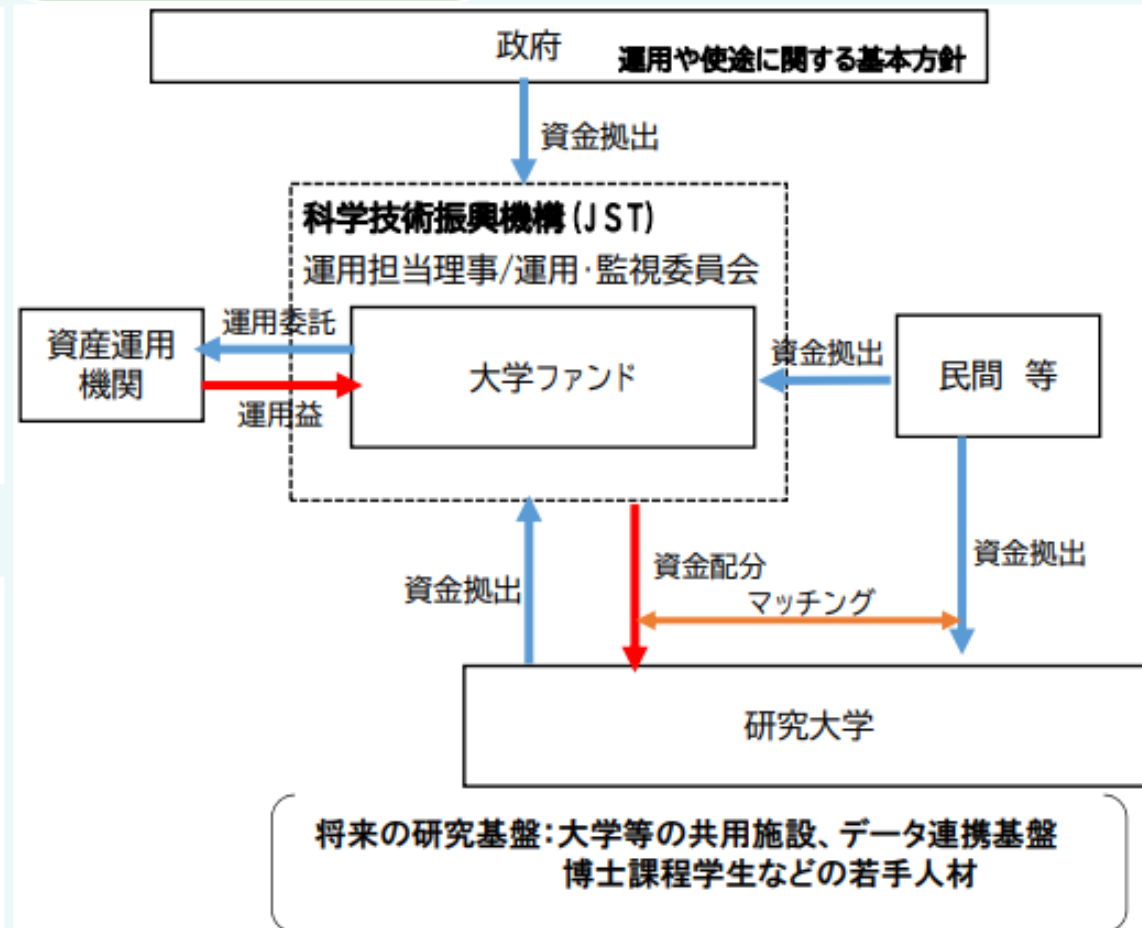 政府
運用や使途に関する基本方針
資金拠出
科学技術振興機構(JST)
運用担当理事/運用・監視委員会
運用委託
資産運用
機関
運用益
大学ファンド
資金拠出
民間 等
資金拠出
資金配分
マッチング
資金拠出
研究大学
将来の研究基盤:大学等の共用施設、データ連携基盤
博士課程学生などの若手人材